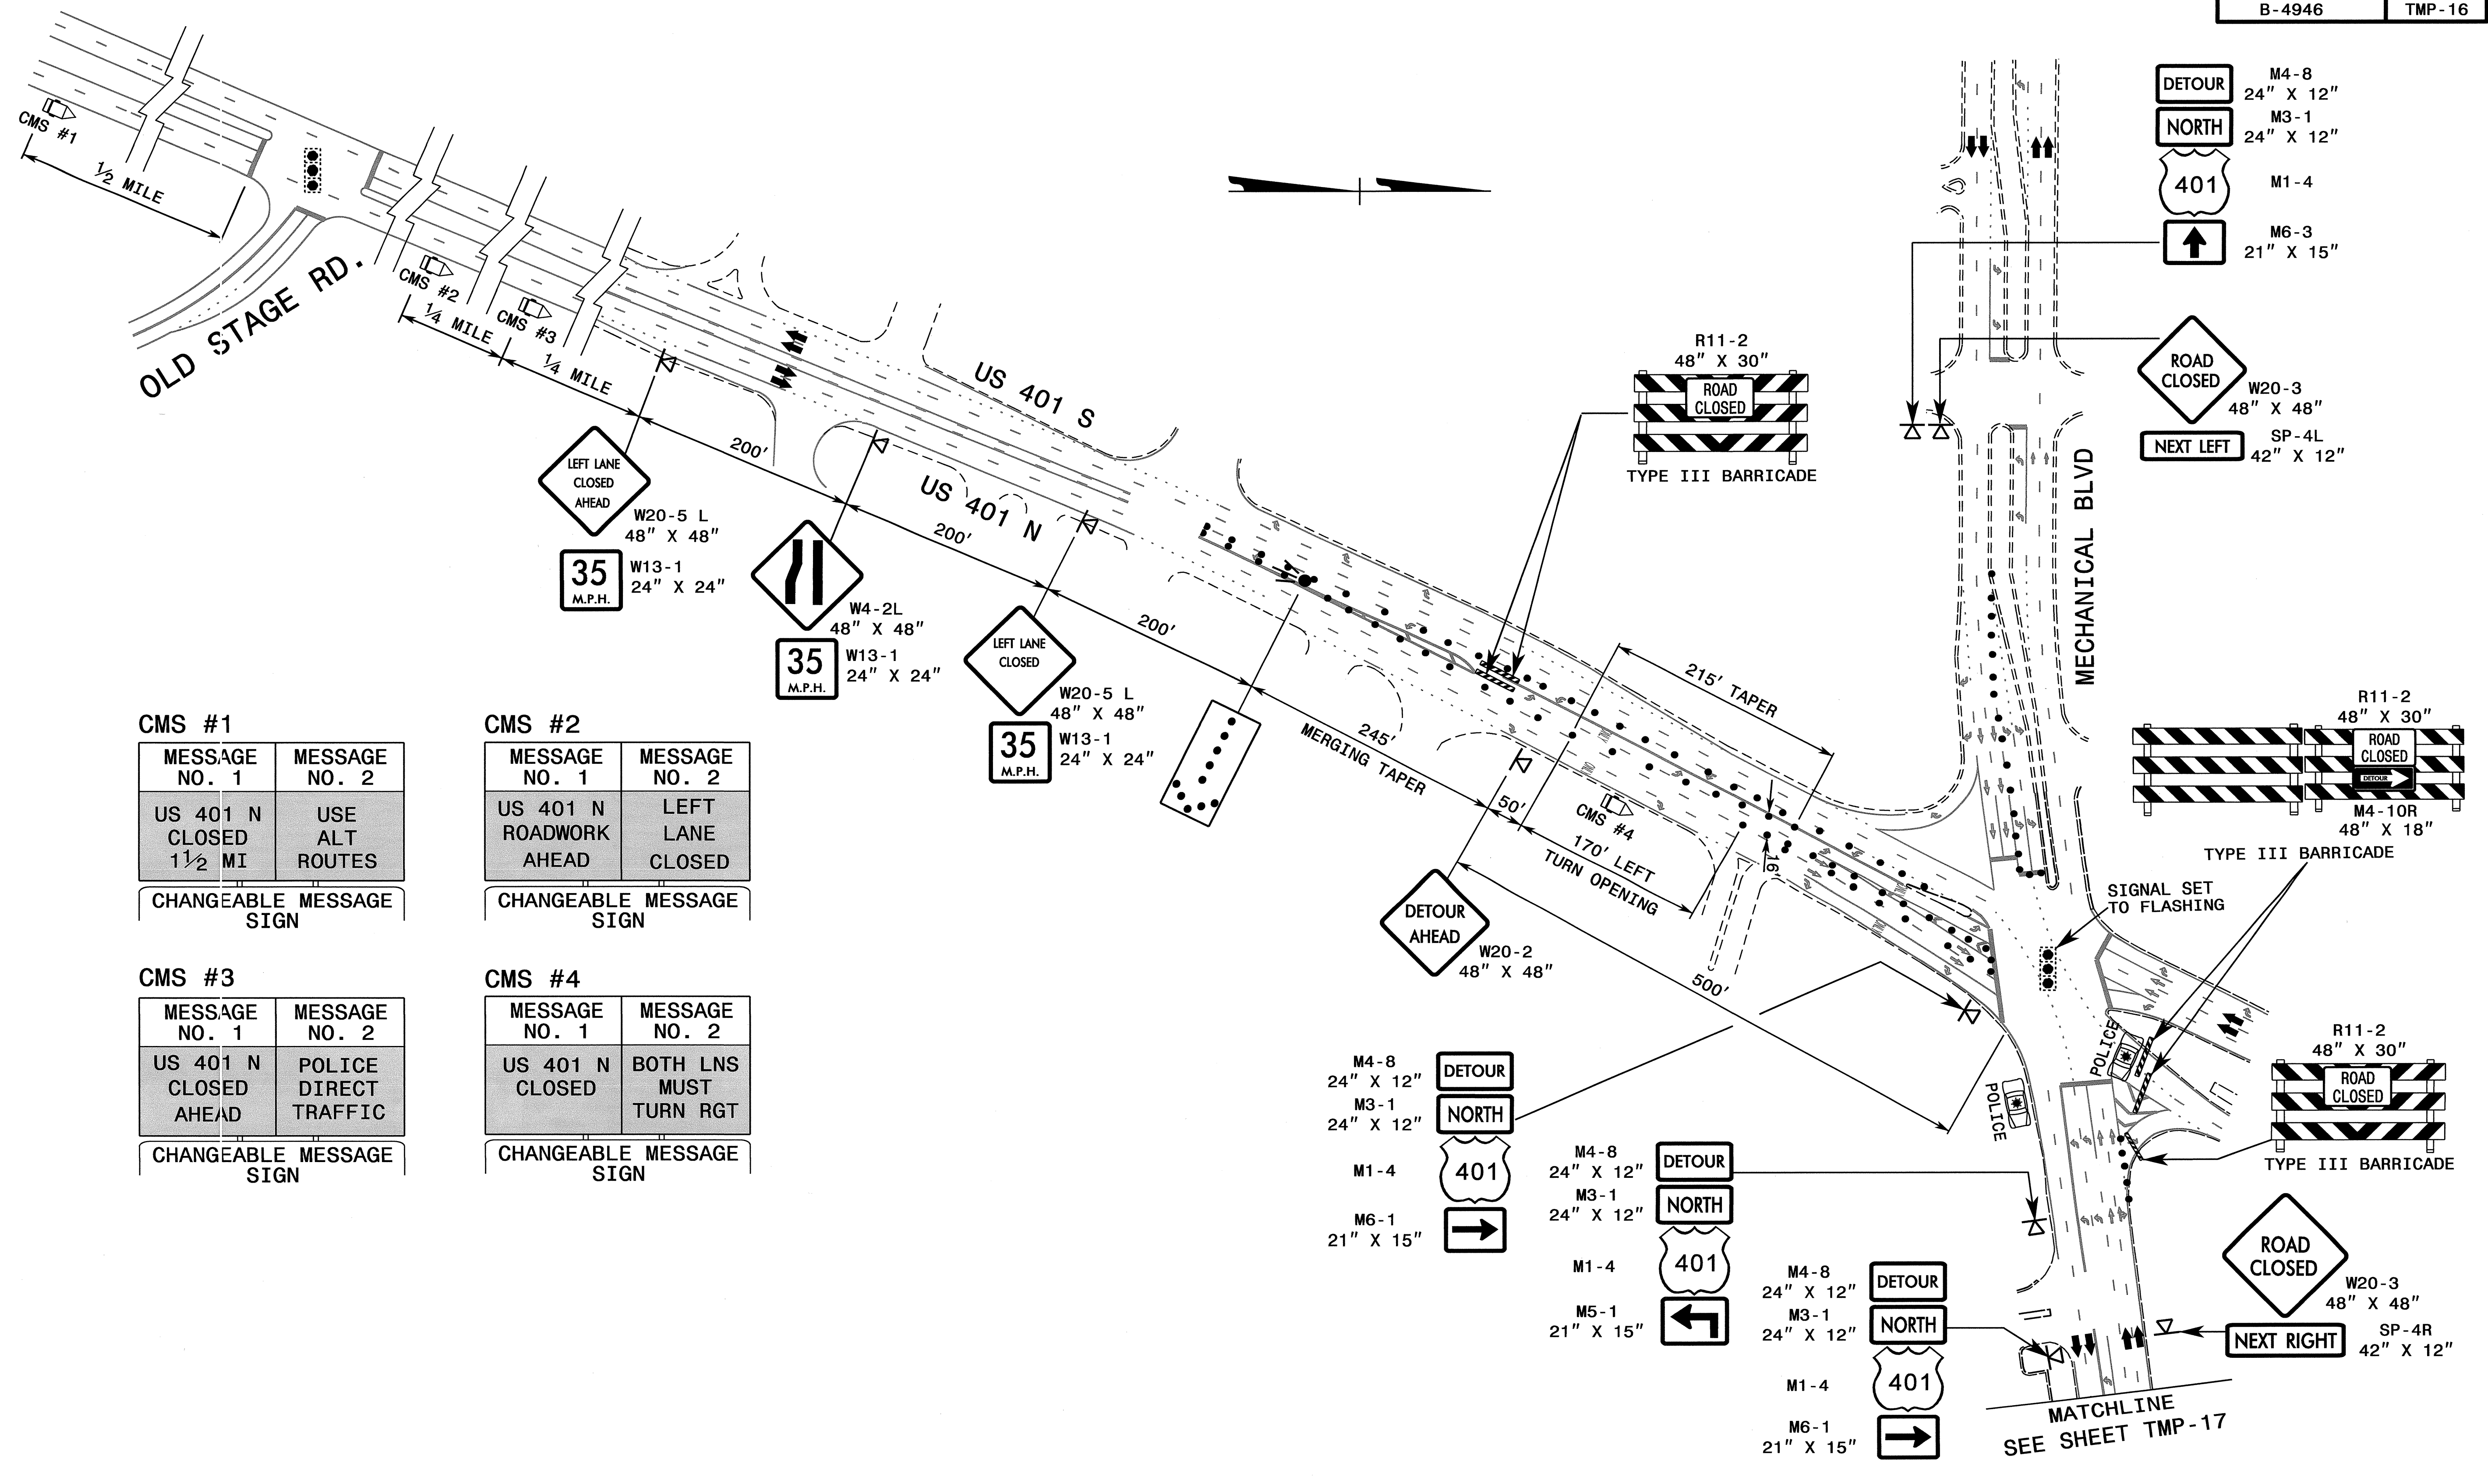 B-4946
TMP-16
CMS #1
1/2 MILE
OLD STAGE RD.
CMS #2
1/4 MILE
CMS #3
1/4 MILE
US 401 S
US 401 N
200'
200'
200'
LEFT LANE
CLOSED
AHEAD
W20-5 L
48" X 48"
35
M.P.H.
W13-1
24" X 24"
W4-2L
48" X 48"
35
M.P.H.
W13-1
24" X 24"
LEFT LANE
CLOSED
W20-5 L
48" X 48"
35
M.P.H.
W13-1
24" X 24"
245'
MERGING TAPER
50'
170' LEFT
TURN OPENING
215' TAPER
16'
CMS #4
500'
DETOUR
AHEAD
W20-2
48" X 48"
R11-2
48" X 30"
ROAD
CLOSED
TYPE III BARRICADE
DETOUR
M4-8
24" X 12"
NORTH
M3-1
24" X 12"
401
M1-4
M6-3
21" X 15"
ROAD
CLOSED
W20-3
48" X 48"
NEXT LEFT
SP-4L
42" X 12"
MECHANICAL BLVD
R11-2
48" X 30"
ROAD
CLOSED
DETOUR
M4-10R
48" X 18"
TYPE III BARRICADE
SIGNAL SET
TO FLASHING
POLICE
POLICE
R11-2
48" X 30"
ROAD
CLOSED
TYPE III BARRICADE
ROAD
CLOSED
W20-3
48" X 48"
NEXT RIGHT
SP-4R
42" X 12"
MATCHLINE
SEE SHEET TMP-17
M4-8
24" X 12"
DETOUR
M3-1
24" X 12"
NORTH
M1-4
401
M6-1
21" X 15"
M4-8
24" X 12"
DETOUR
M3-1
24" X 12"
NORTH
M1-4
401
M5-1
21" X 15"
M4-8
24" X 12"
DETOUR
M3-1
24" X 12"
NORTH
M1-4
401
M6-1
21" X 15"
CMS #1
MESSAGE
NO. 1
MESSAGE
NO. 2
US 401 N
CLOSED
1 1/2 MI
USE
ALT
ROUTES
CHANGEABLE MESSAGE
SIGN
CMS #2
MESSAGE
NO. 1
MESSAGE
NO. 2
US 401 N
ROADWORK
AHEAD
LEFT
LANE
CLOSED
CHANGEABLE MESSAGE
SIGN
CMS #3
MESSAGE
NO. 1
MESSAGE
NO. 2
US 401 N
CLOSED
AHEAD
POLICE
DIRECT
TRAFFIC
CHANGEABLE MESSAGE
SIGN
CMS #4
MESSAGE
NO. 1
MESSAGE
NO. 2
US 401 N
CLOSED
BOTH LNS
MUST
TURN RGT
CHANGEABLE MESSAGE
SIGN